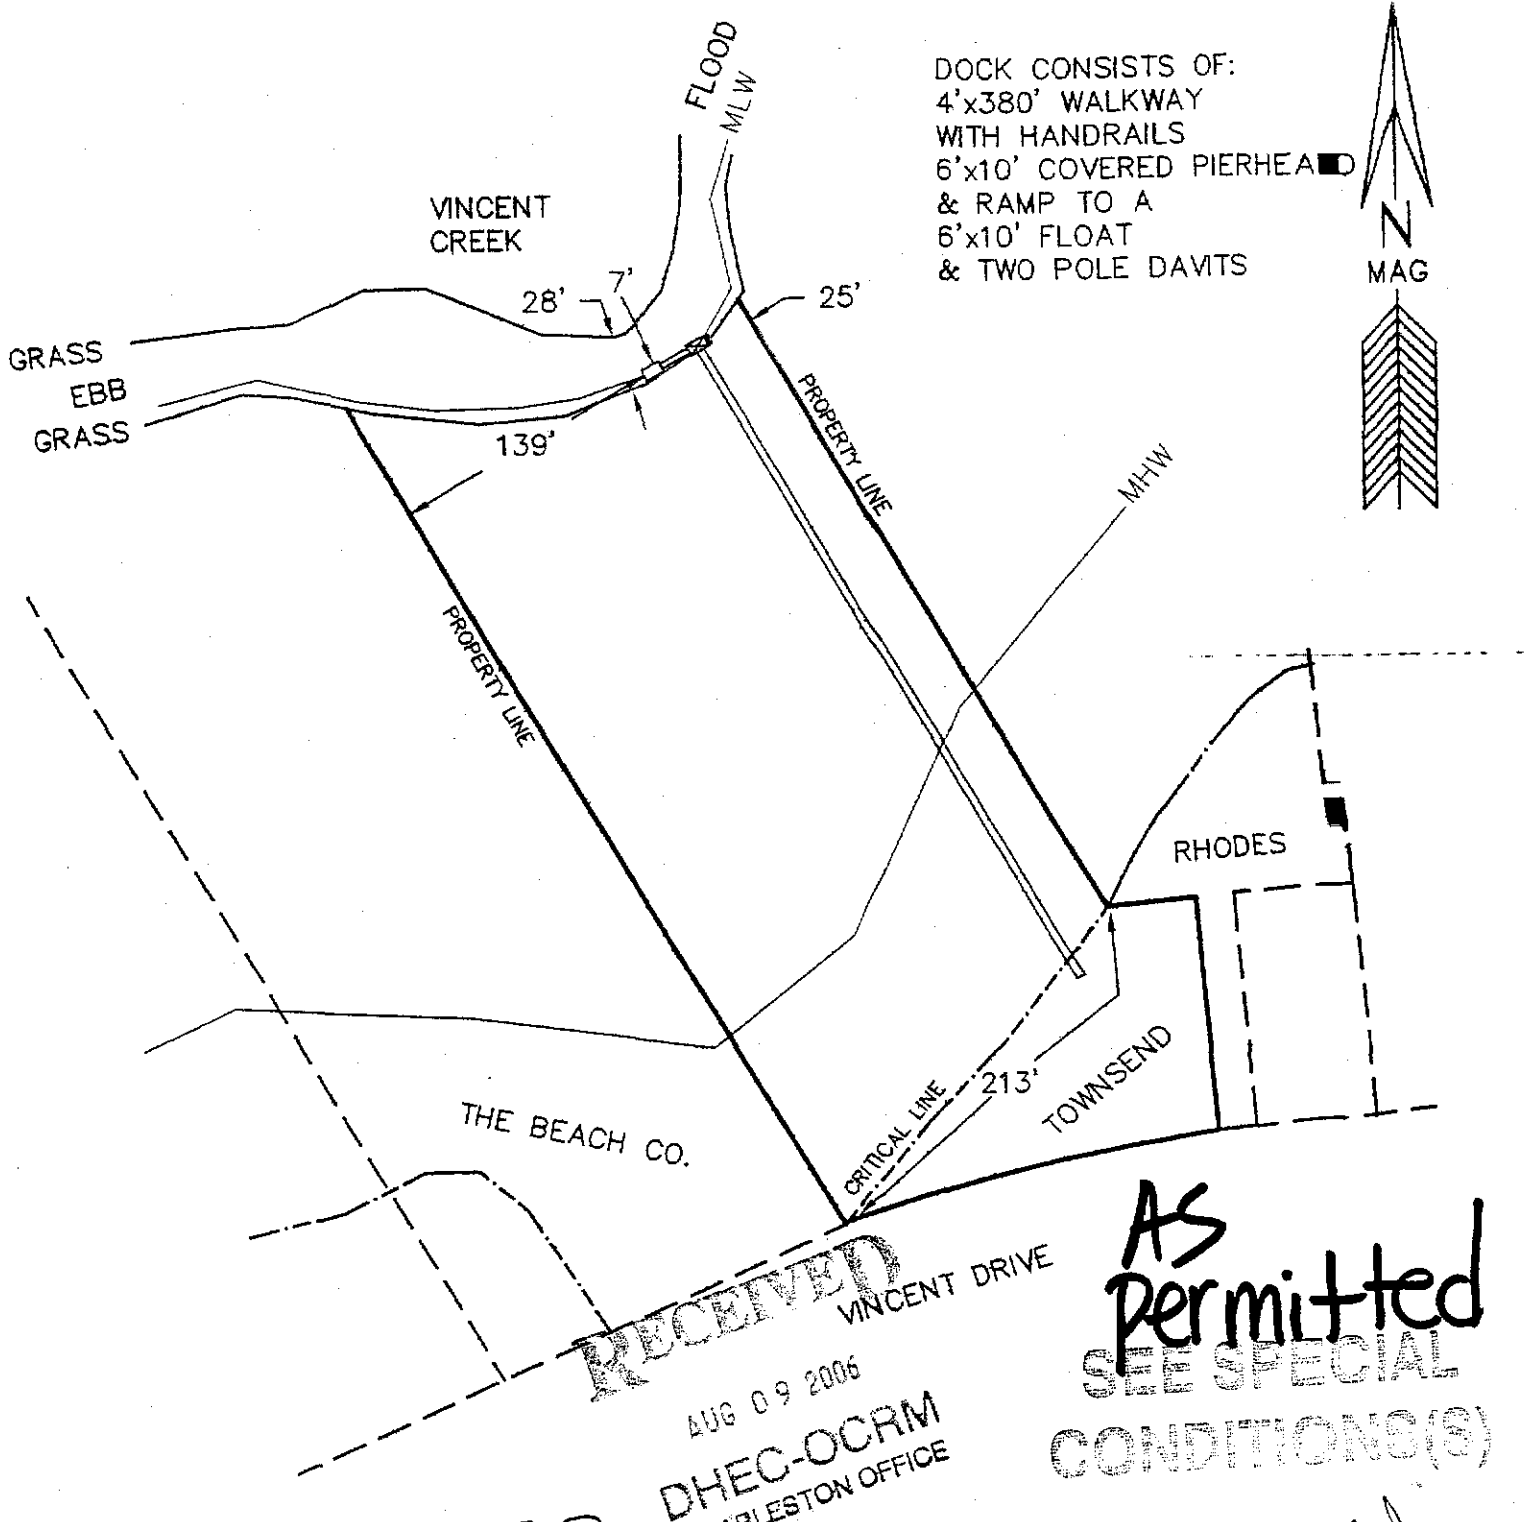 FLOOD
MLW
DOCK CONSISTS OF:
4'x380' WALKWAY
WITH HANDRAILS
6'x10' COVERED PIERHEAD
& RAMP TO A
6'x10' FLOAT
& TWO POLE DAVITS
N
MAG
VINCENT
CREEK
28'
7'
25'
GRASS
EBB
GRASS
139'
PROPERTY LINE
MHW
PROPERTY LINE
RHODES
213'
TOWNSEND
CRITICAL LINE
THE BEACH CO.
VINCENT DRIVE
As
permitted
RECEIVED
AUG 09 2006
DHEC-OCRM
SEE SPECIAL
CONDITIONS(S)
OFFICE